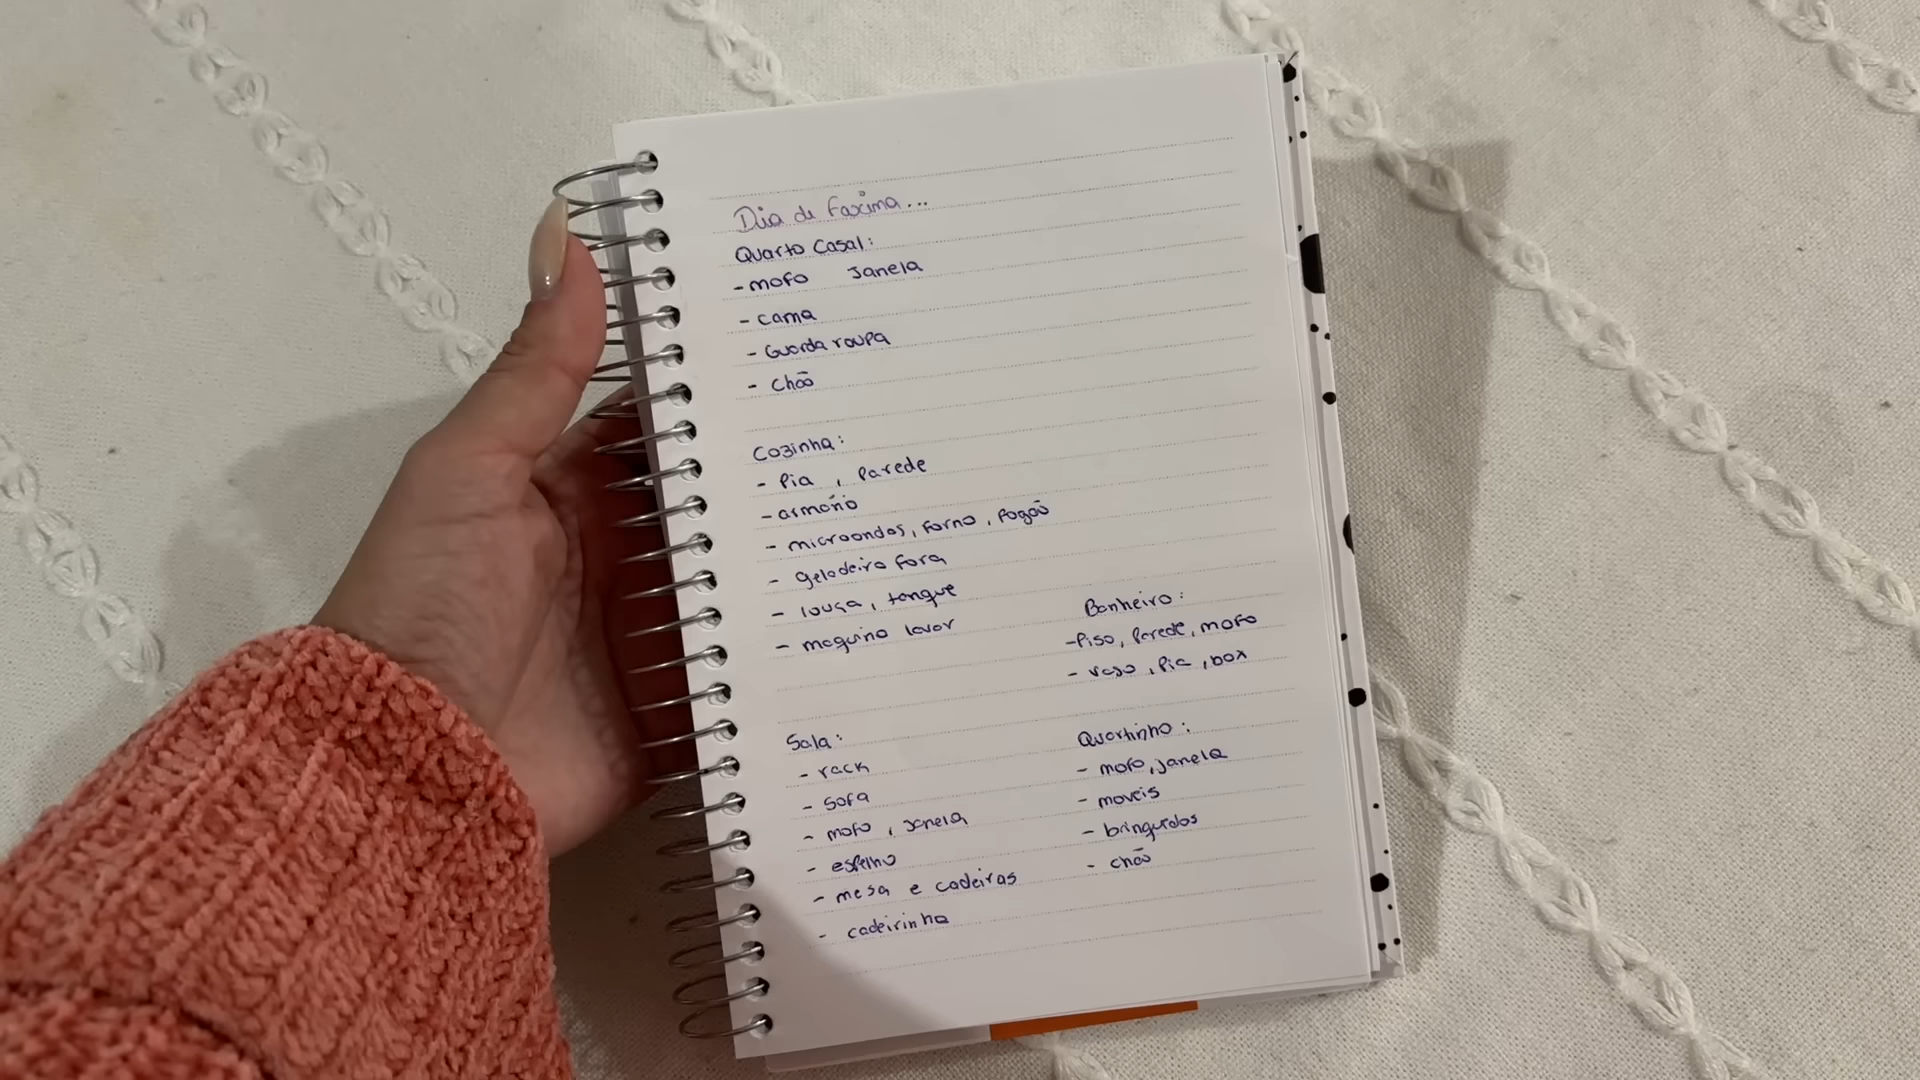 Dia de Faxina...
Quarto Casal:
- mofo Janela
- cama
- Guarda roupa
- chão
Cozinha:
- Pia , Parede
- armário
- microondas, forno, fogão
- geladeira fora
- louça, tanque
- maquina lavar
Banheiro:
- Piso, Parede, mofo
- vaso, Pia, box
Sala:
- rack
- Sofa
- mofo , Janela
- espelho
- mesa e cadeiras
- cadeirinha
Quartinho:
- mofo, janela
- moveis
- brinquedos
- chão